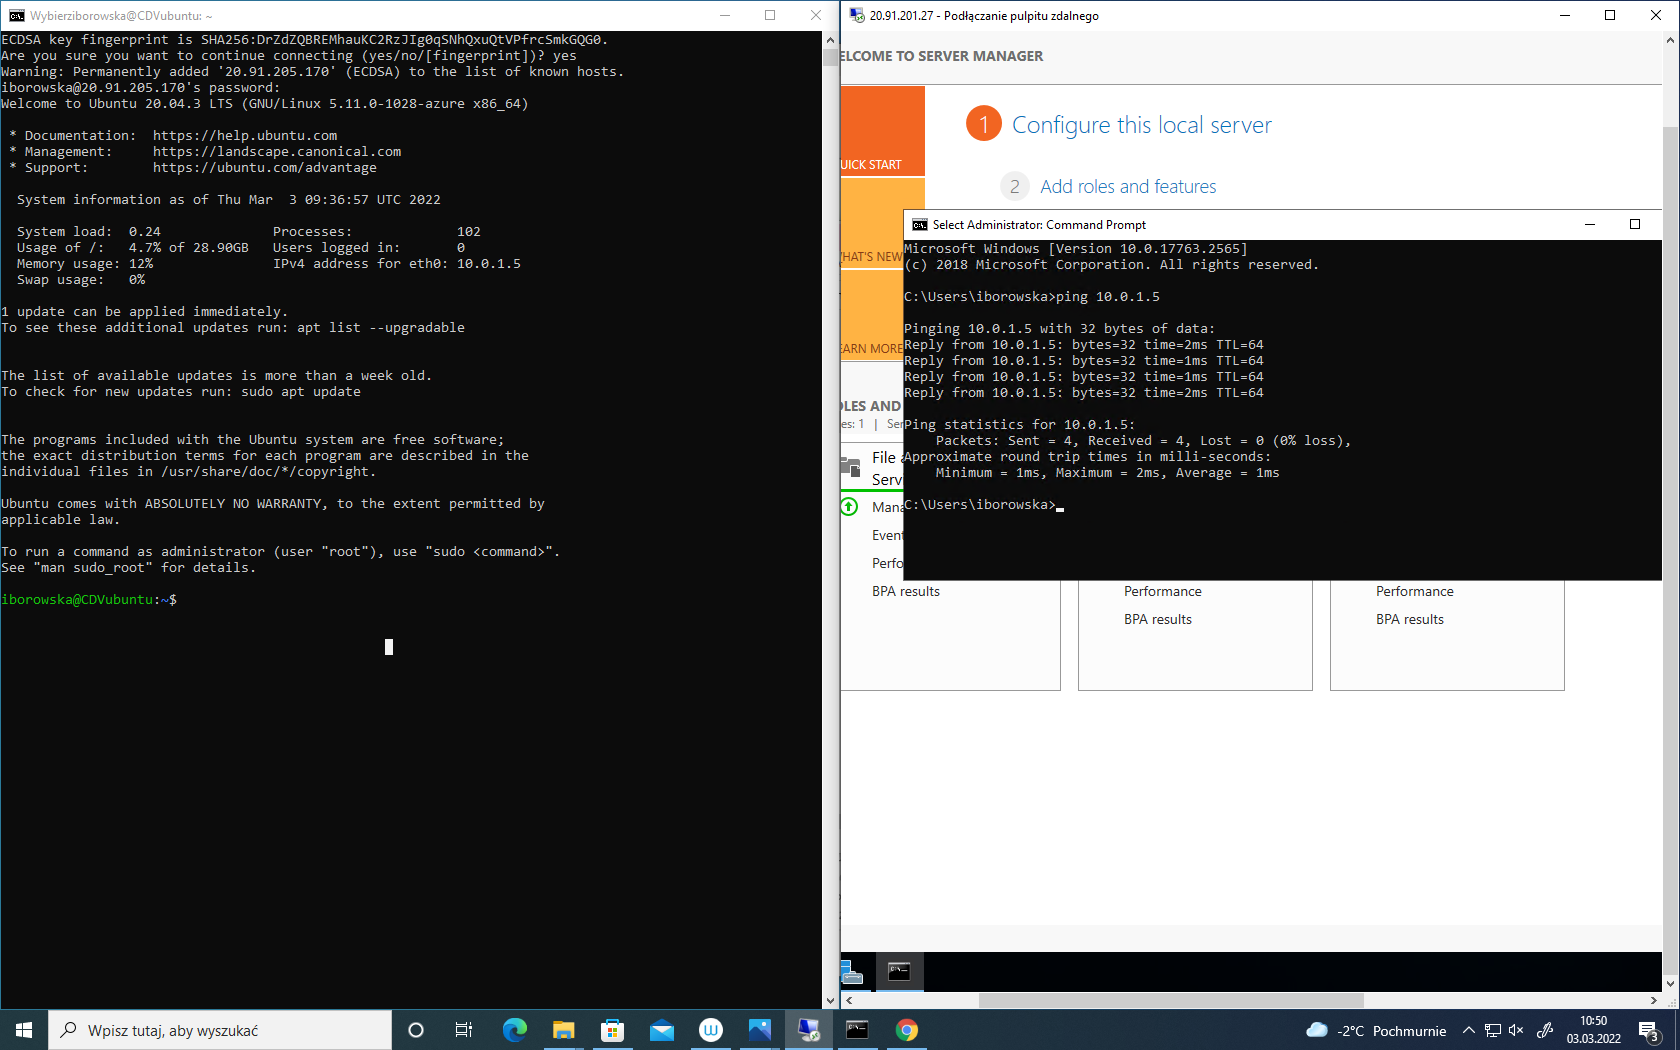 Wybierziborowska@CDVubuntu: ~
ECDSA key fingerprint is SHA256:DrZdZQBREMhauKC2RzJIg0qSNhQxuQtVPfrcSmkGQG0.
Are you sure you want to continue connecting (yes/no/[fingerprint])? yes
Warning: Permanently added '20.91.205.170' (ECDSA) to the list of known hosts.
iborowska@20.91.205.170's password:
Welcome to Ubuntu 20.04.3 LTS (GNU/Linux 5.11.0-1028-azure x86_64)
* Documentation:  https://help.ubuntu.com
* Management:     https://landscape.canonical.com
* Support:        https://ubuntu.com/advantage
System information as of Thu Mar  3 09:36:57 UTC 2022
System load:  0.24              Processes:             102
Usage of /:   4.7% of 28.90GB   Users logged in:       0
Memory usage: 12%               IPv4 address for eth0: 10.0.1.5
Swap usage:   0%
1 update can be applied immediately.
To see these additional updates run: apt list --upgradable
The list of available updates is more than a week old.
To check for new updates run: sudo apt update
The programs included with the Ubuntu system are free software;
the exact distribution terms for each program are described in the
individual files in /usr/share/doc/*/copyright.
Ubuntu comes with ABSOLUTELY NO WARRANTY, to the extent permitted by
applicable law.
To run a command as administrator (user "root"), use "sudo <command>".
See "man sudo_root" for details.
iborowska@CDVubuntu:~$
20.91.201.27 - Podłączanie pulpitu zdalnego
ELCOME TO SERVER MANAGER
UICK START
1 Configure this local server
2 Add roles and features
HAT'S NEW
EARN MORE
Select Administrator: Command Prompt
Microsoft Windows [Version 10.0.17763.2565]
(c) 2018 Microsoft Corporation. All rights reserved.
C:\Users\iborowska>ping 10.0.1.5
Pinging 10.0.1.5 with 32 bytes of data:
Reply from 10.0.1.5: bytes=32 time=2ms TTL=64
Reply from 10.0.1.5: bytes=32 time=1ms TTL=64
Reply from 10.0.1.5: bytes=32 time=1ms TTL=64
Reply from 10.0.1.5: bytes=32 time=2ms TTL=64
Ping statistics for 10.0.1.5:
Packets: Sent = 4, Received = 4, Lost = 0 (0% loss),
Approximate round trip times in milli-seconds:
Minimum = 1ms, Maximum = 2ms, Average = 1ms
C:\Users\iborowska>
OLES AND
es: 1 | Ser
File a
Servi
Mana
Event
Perfo
BPA results
Performance
BPA results
Performance
BPA results
Wpisz tutaj, aby wyszukać
-2°C Pochmurnie
10:50
03.03.2022
3